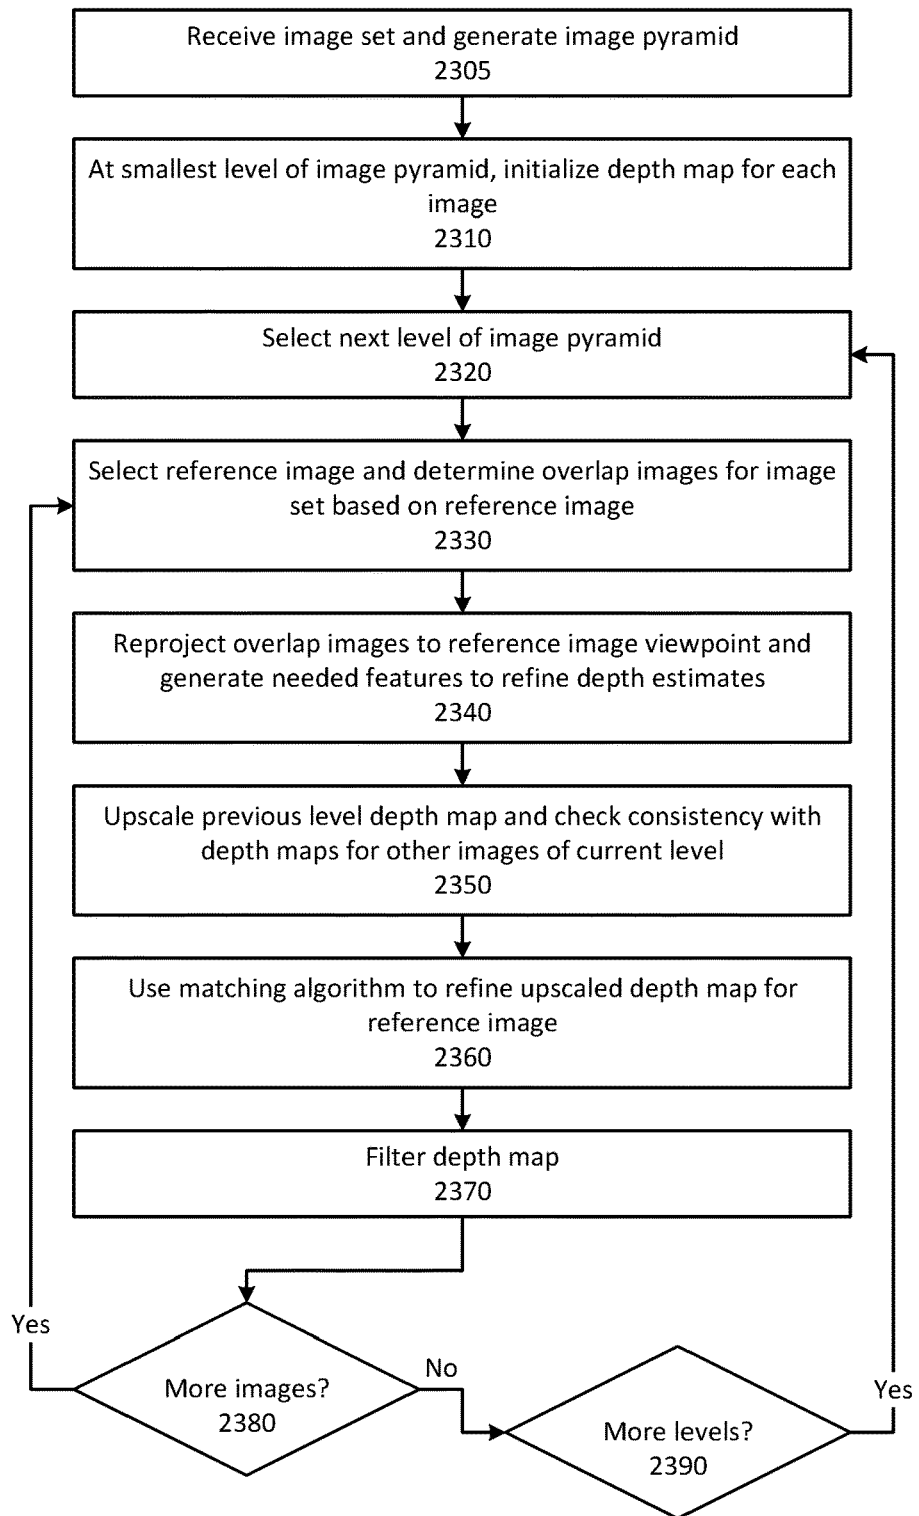 Receive image set and generate image pyramid
2305
At smallest level of image pyramid, initialize depth map for each
image
2310
Select next level of image pyramid
2320
Select reference image and determine overlap images for image
set based on reference image
2330
Reproject overlap images to reference image viewpoint and
generate needed features to refine depth estimates
2340
Upscale previous level depth map and check consistency with
depth maps for other images of current level
2350
Use matching algorithm to refine upscaled depth map for
reference image
2360
Filter depth map
2370
Yes
More images?
2380
No
More levels?
2390
Yes